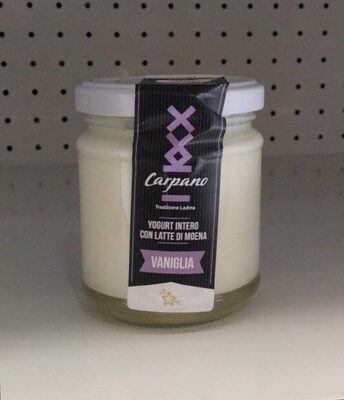 Carpano
Tradizione Ladina
YOGURT INTERO
CON LATTE DI MOENA
VANIGLIA